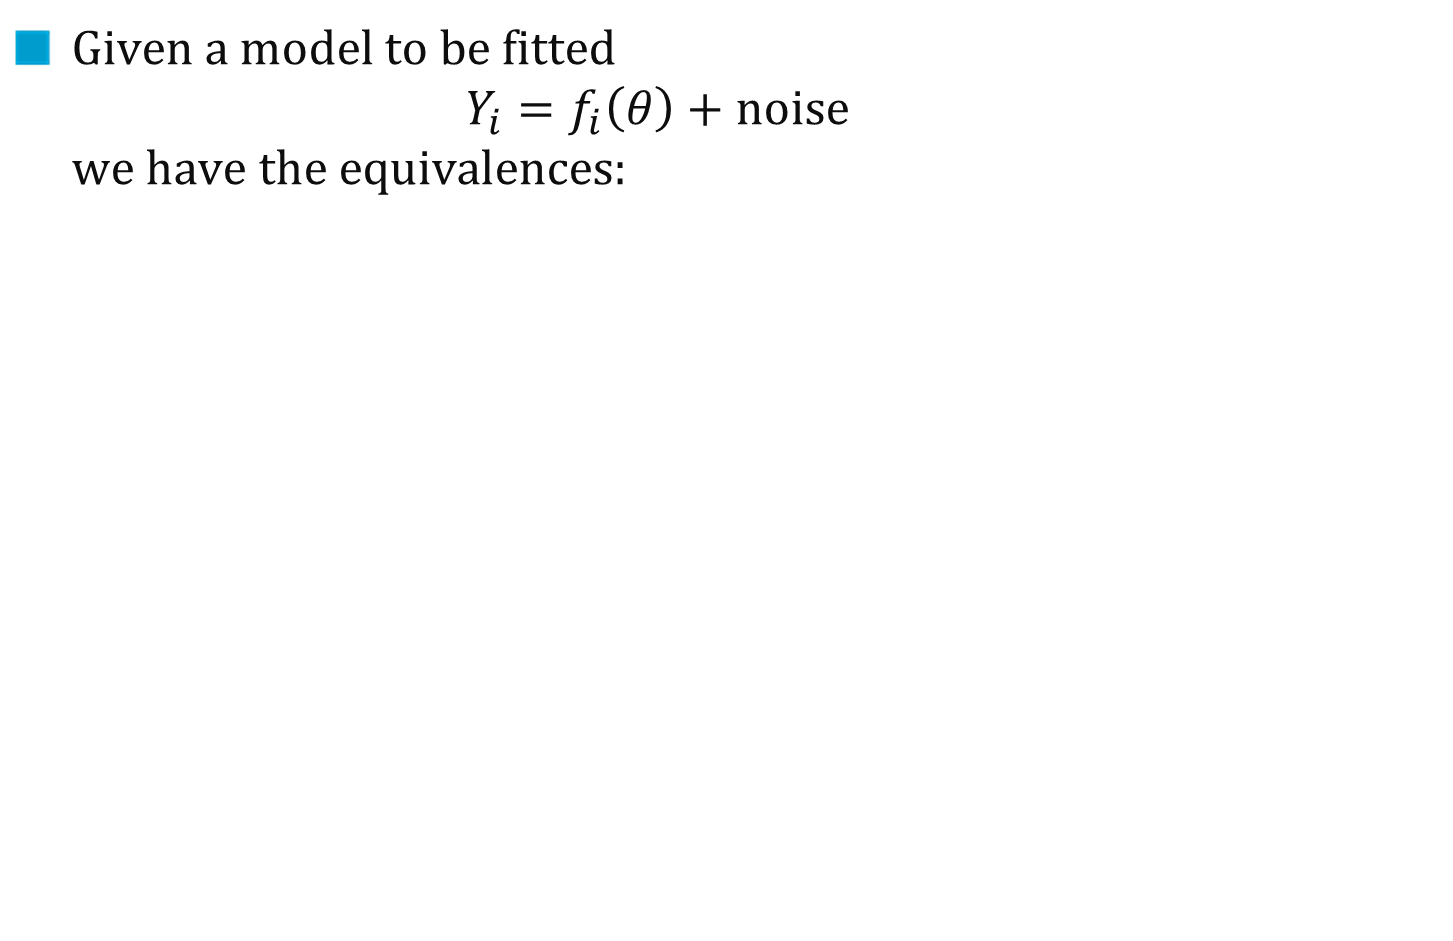 Given a model to be fitted
Yᵢ = fᵢ(θ) + noise
we have the equivalences: